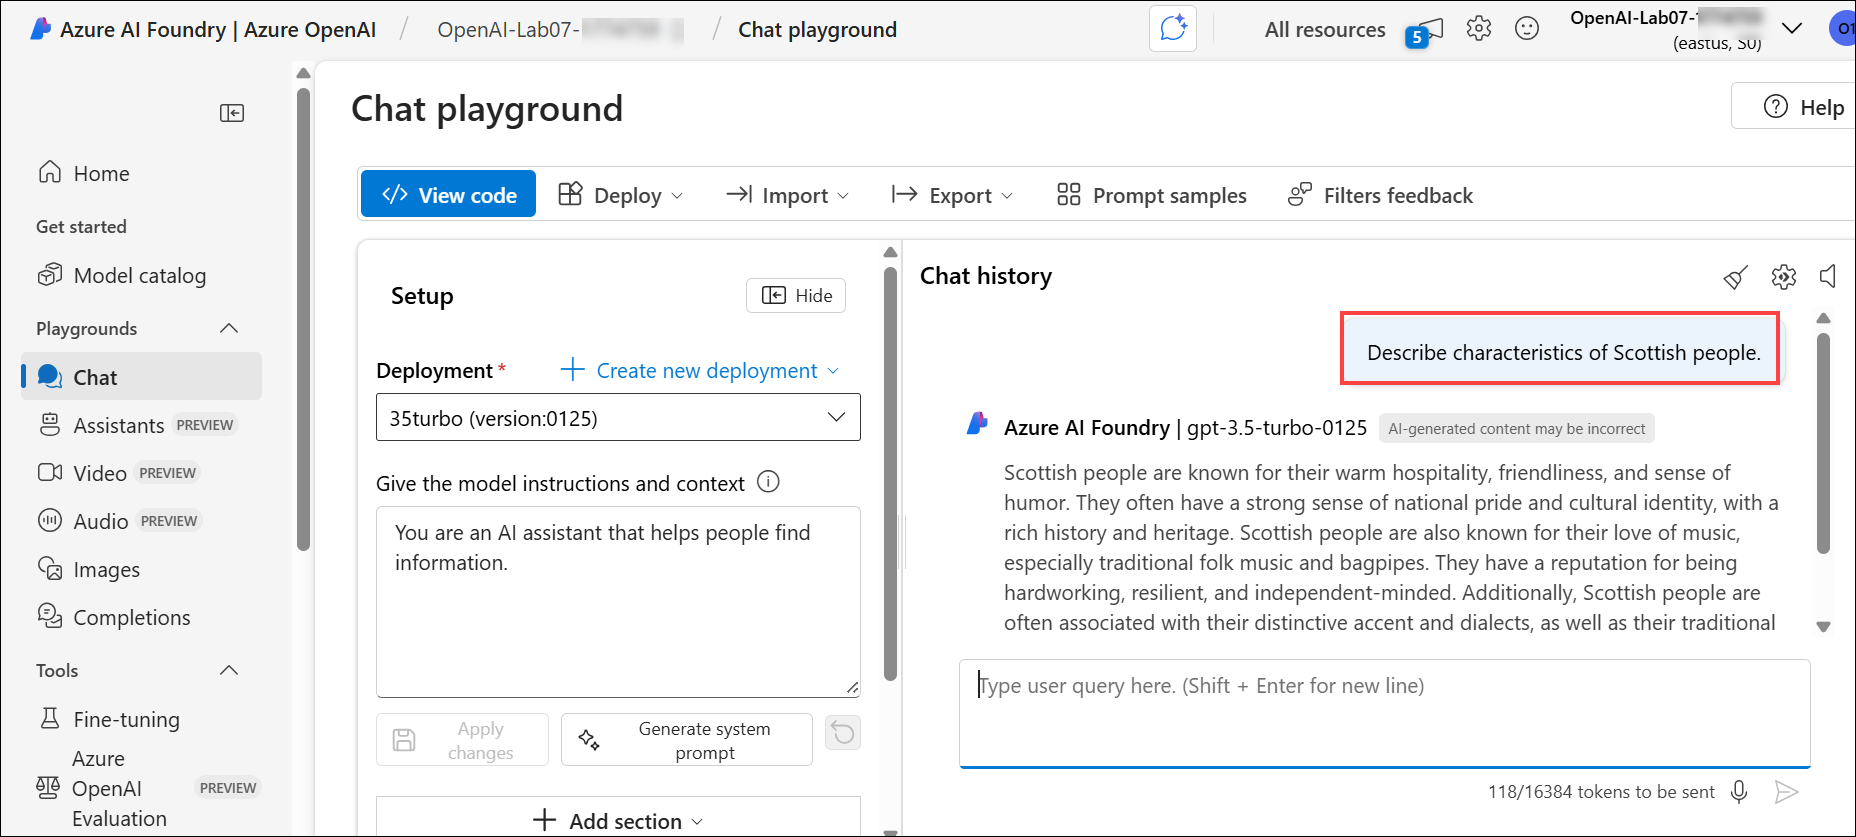 Azure AI Foundry | Azure OpenAI / OpenAI-Lab07- / Chat playground
All resources
5
OpenAI-Lab07-
(eastus, S0)
Home
Get started
Model catalog
Playgrounds
Chat
Assistants PREVIEW
Video PREVIEW
Audio PREVIEW
Images
Completions
Tools
Fine-tuning
Azure
OpenAI PREVIEW
Evaluation
Chat playground
Help
</> View code
Deploy
Import
Export
Prompt samples
Filters feedback
Setup
Hide
Deployment *
Create new deployment
35turbo (version:0125)
Give the model instructions and context
You are an AI assistant that helps people find
information.
Apply
changes
Generate system
prompt
Add section
Chat history
Describe characteristics of Scottish people.
Azure AI Foundry | gpt-3.5-turbo-0125 AI-generated content may be incorrect
Scottish people are known for their warm hospitality, friendliness, and sense of
humor. They often have a strong sense of national pride and cultural identity, with a
rich history and heritage. Scottish people are also known for their love of music,
especially traditional folk music and bagpipes. They have a reputation for being
hardworking, resilient, and independent-minded. Additionally, Scottish people are
often associated with their distinctive accent and dialects, as well as their traditional
Type user query here. (Shift + Enter for new line)
118/16384 tokens to be sent